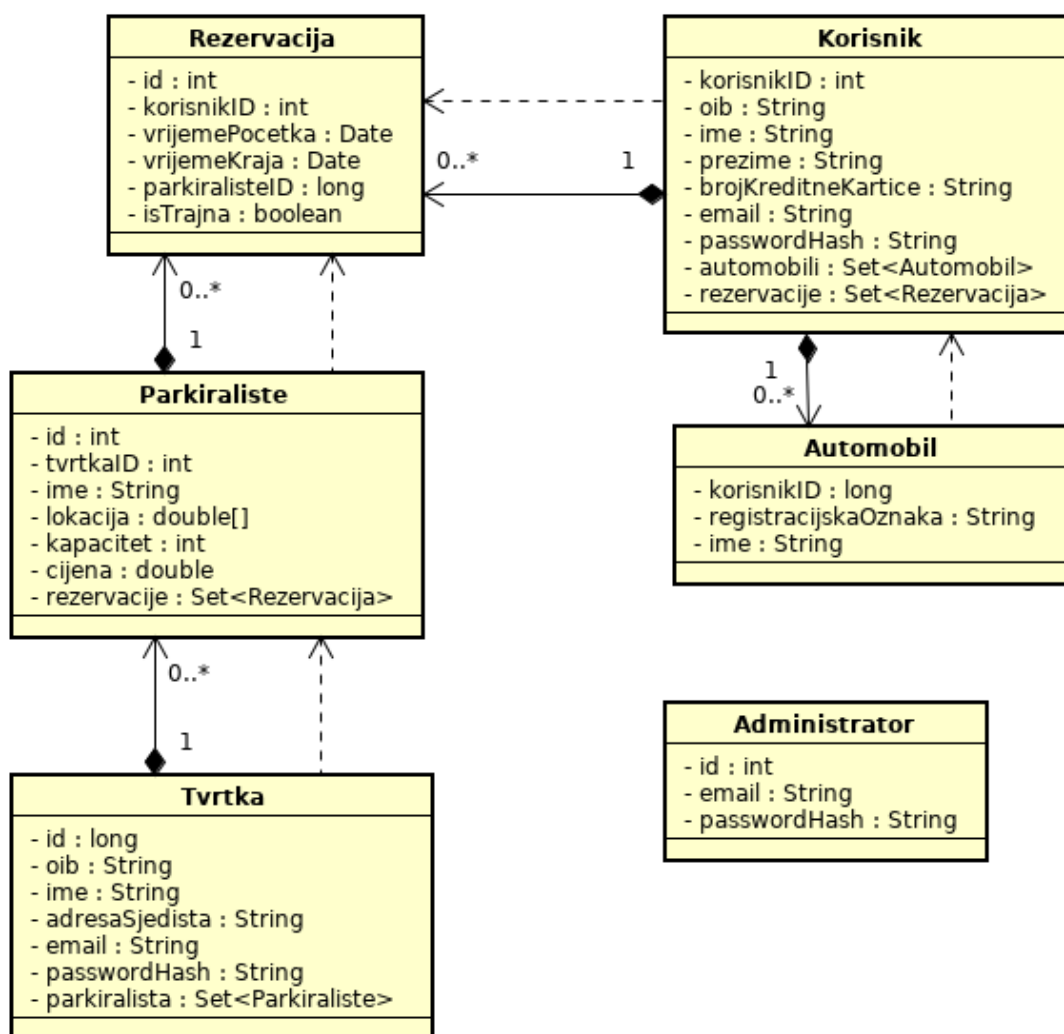 Rezervacija
- id : int
- korisnikID : int
- vrijemePocetka : Date
- vrijemeKraja : Date
- parkiralisteID : long
- isTrajna : boolean
Korisnik
- korisnikID : int
- oib : String
- ime : String
- prezime : String
- brojKreditneKartice : String
- email : String
- passwordHash : String
- automobili : Set<Automobil>
- rezervacije : Set<Rezervacija>
0..*
1
0..*
1
1
0..*
Parkiraliste
- id : int
- tvrtkaID : int
- ime : String
- lokacija : double[]
- kapacitet : int
- cijena : double
- rezervacije : Set<Rezervacija>
Automobil
- korisnikID : long
- registracijskaOznaka : String
- ime : String
0..*
1
Tvrtka
- id : long
- oib : String
- ime : String
- adresaSjedista : String
- email : String
- passwordHash : String
- parkiralista : Set<Parkiraliste>
Administrator
- id : int
- email : String
- passwordHash : String